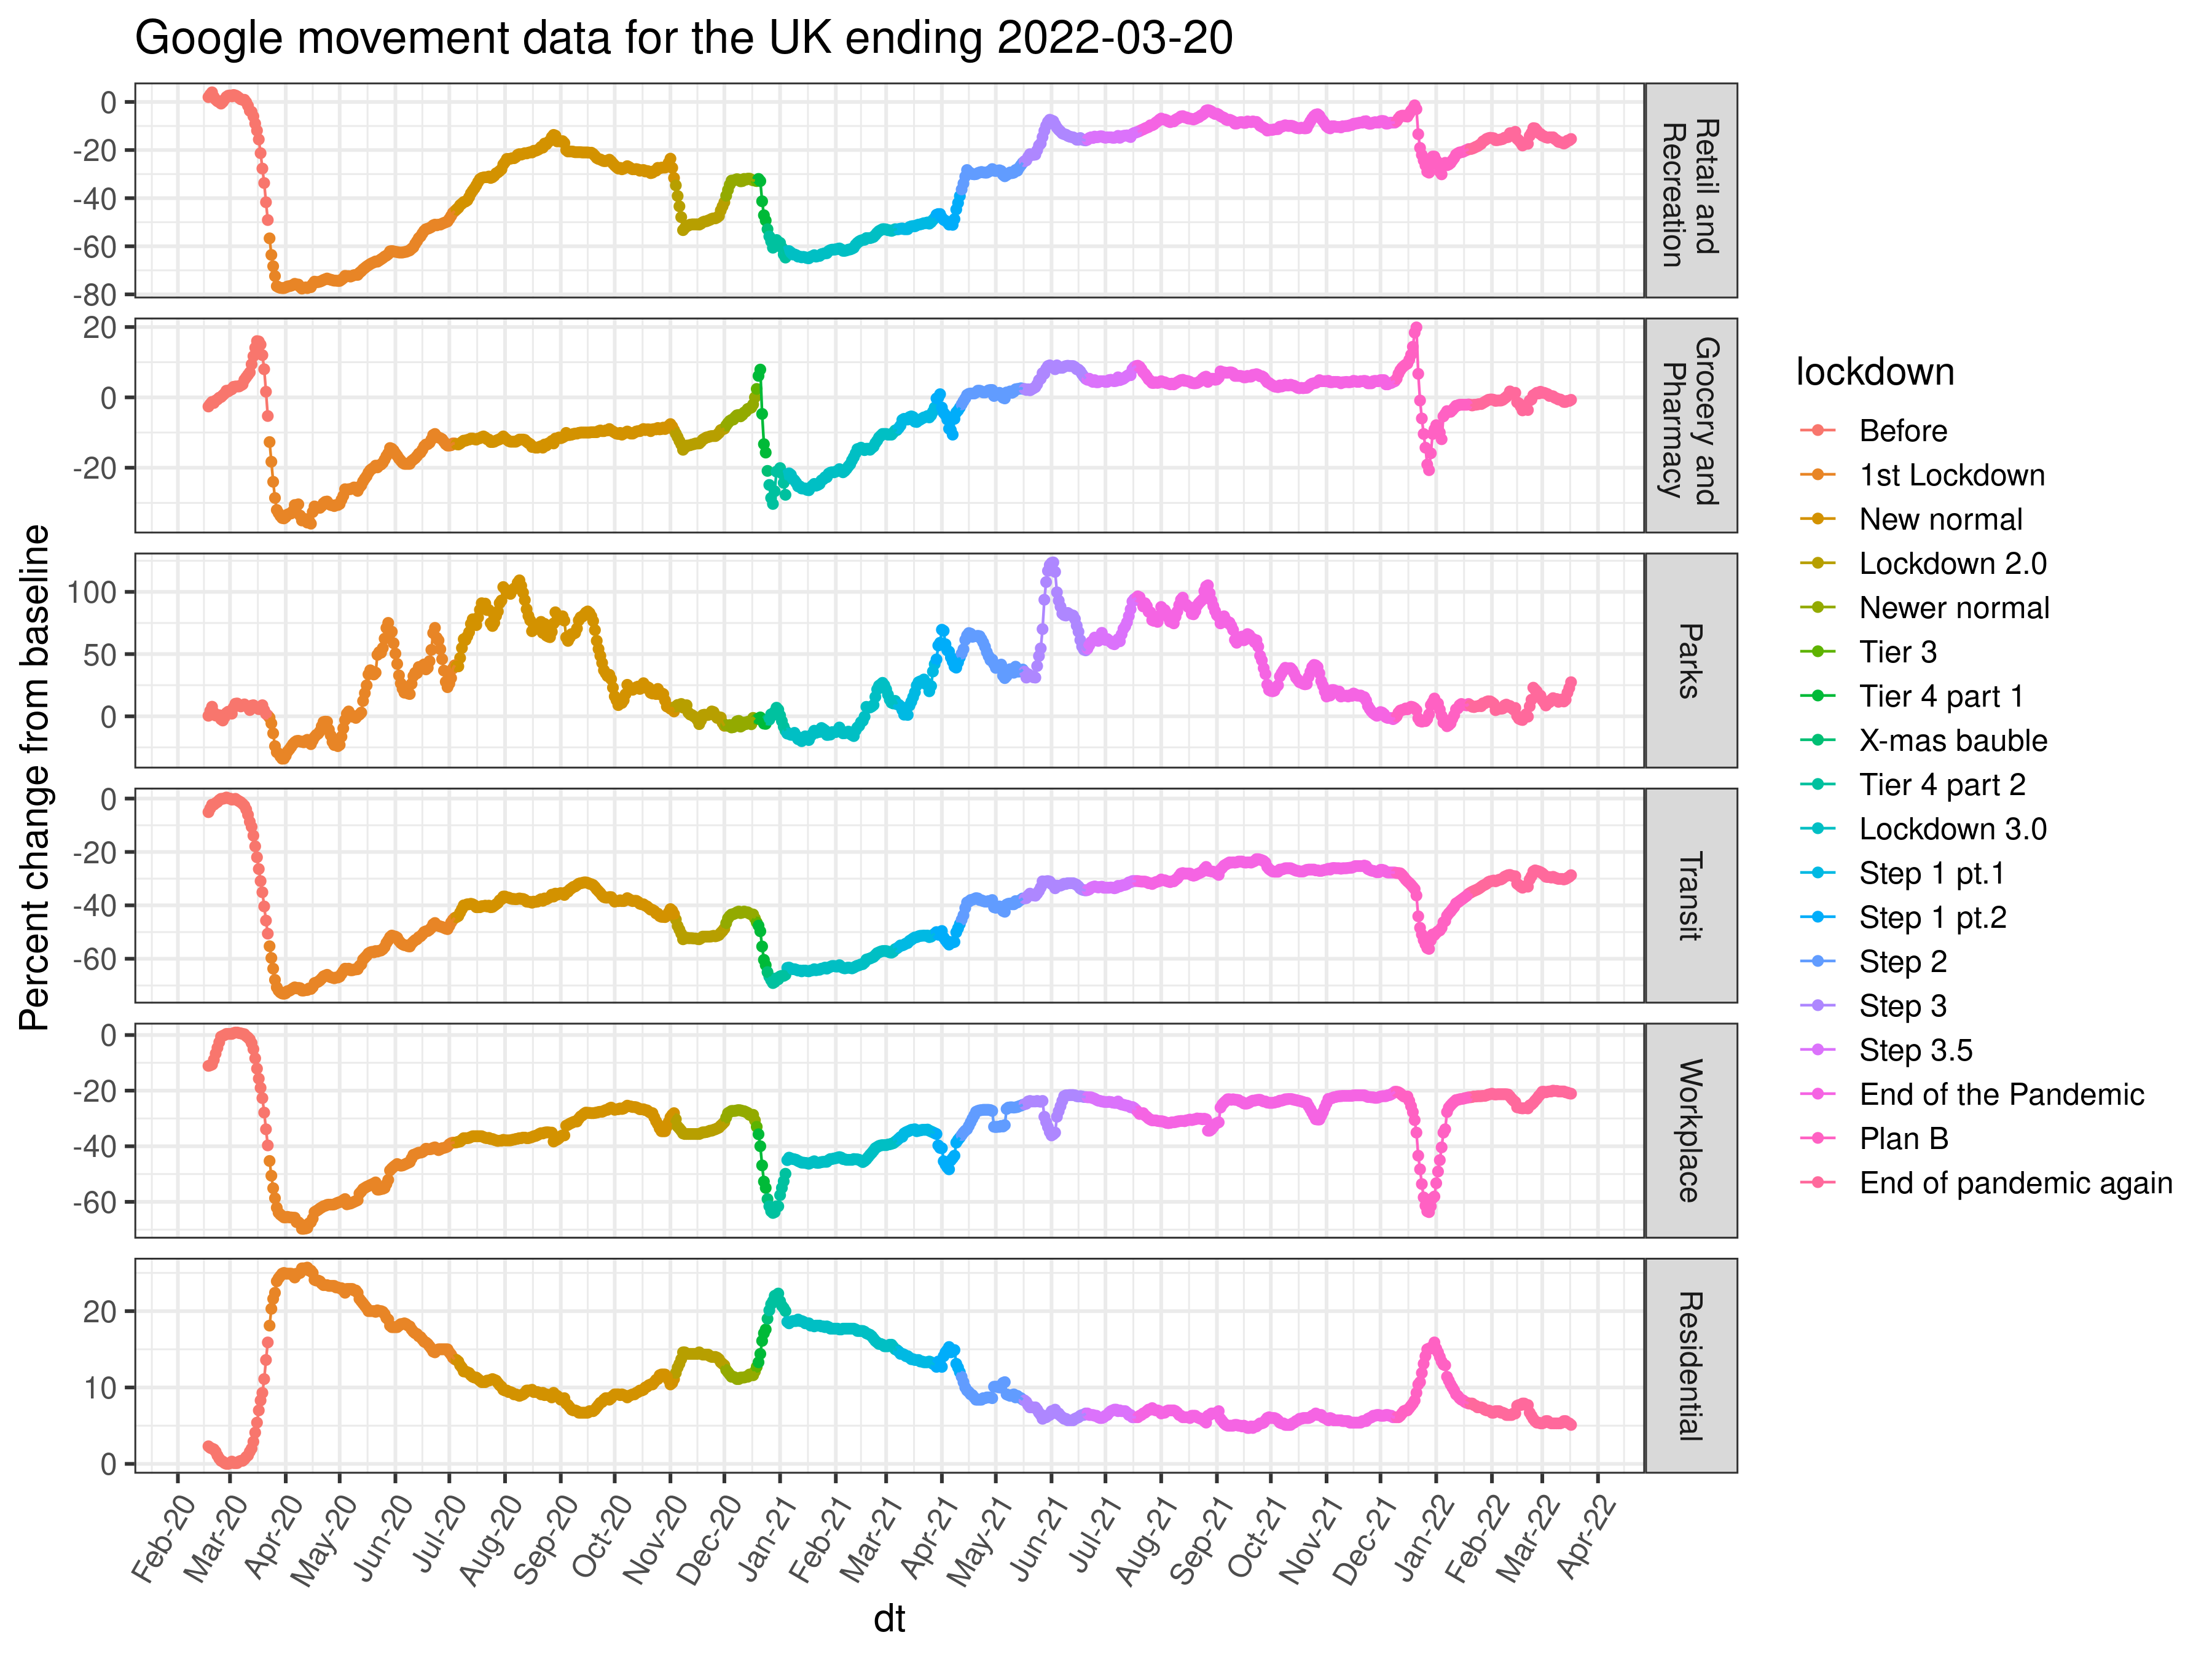 Google movement data for the UK ending 2022-03-20
Percent change from baseline
0
-20
-40
-60
-80
Retail and
Recreation
20
0
-20
Grocery and
Pharmacy
100
50
0
Parks
0
-20
-40
-60
Transit
0
-20
-40
-60
Workplace
20
10
0
Residential
Feb-20
Mar-20
Apr-20
May-20
Jun-20
Jul-20
Aug-20
Sep-20
Oct-20
Nov-20
Dec-20
Jan-21
Feb-21
Mar-21
Apr-21
May-21
Jun-21
Jul-21
Aug-21
Sep-21
Oct-21
Nov-21
Dec-21
Jan-22
Feb-22
Mar-22
Apr-22
dt
lockdown
Before
1st Lockdown
New normal
Lockdown 2.0
Newer normal
Tier 3
Tier 4 part 1
X-mas bauble
Tier 4 part 2
Lockdown 3.0
Step 1 pt.1
Step 1 pt.2
Step 2
Step 3
Step 3.5
End of the Pandemic
Plan B
End of pandemic again